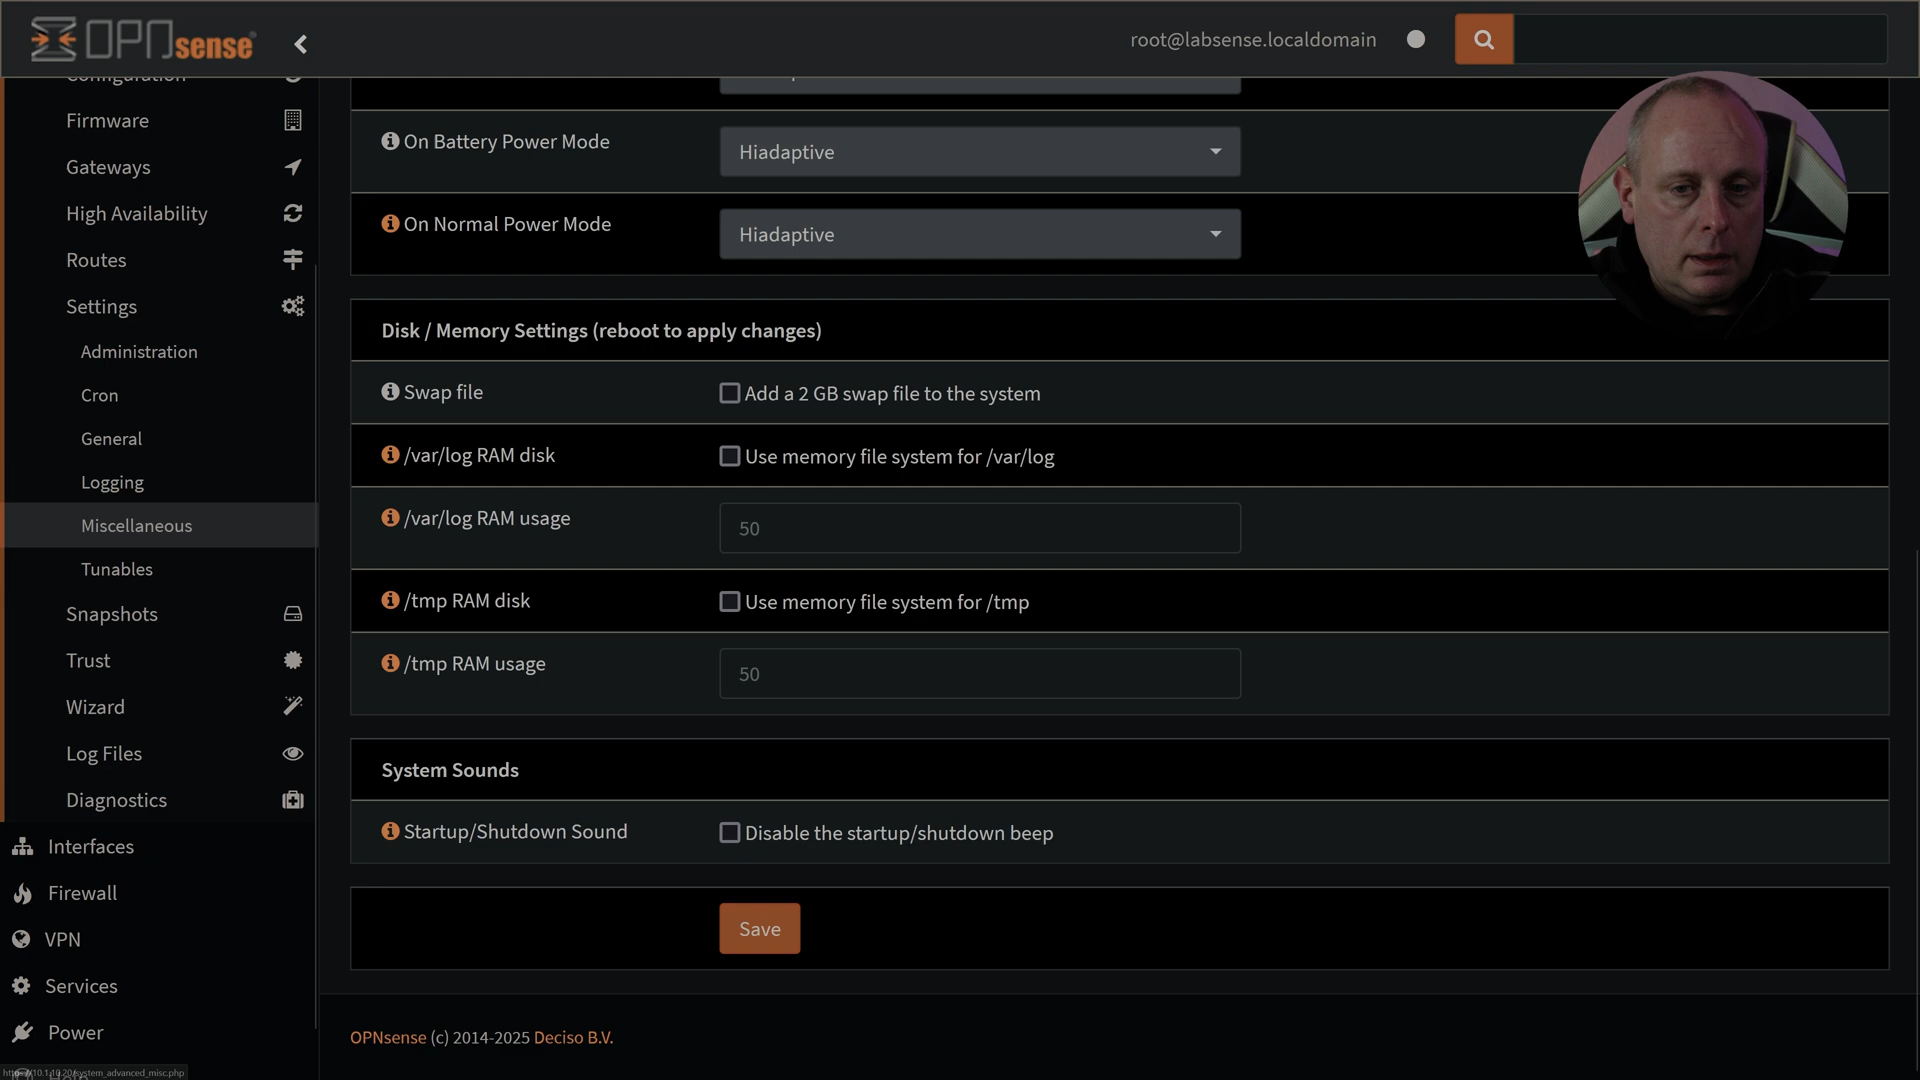 OPNsense
root@labsense.localdomain
Configuration
Firmware
Gateways
High Availability
Routes
Settings
Administration
Cron
General
Logging
Miscellaneous
Tunables
Snapshots
Trust
Wizard
Log Files
Diagnostics
Interfaces
Firewall
VPN
Services
Power
Help
On Battery Power Mode
Hiadaptive
On Normal Power Mode
Hiadaptive
Disk / Memory Settings (reboot to apply changes)
Swap file
Add a 2 GB swap file to the system
/var/log RAM disk
Use memory file system for /var/log
/var/log RAM usage
50
/tmp RAM disk
Use memory file system for /tmp
/tmp RAM usage
50
System Sounds
Startup/Shutdown Sound
Disable the startup/shutdown beep
Save
OPNsense (c) 2014-2025 Deciso B.V.